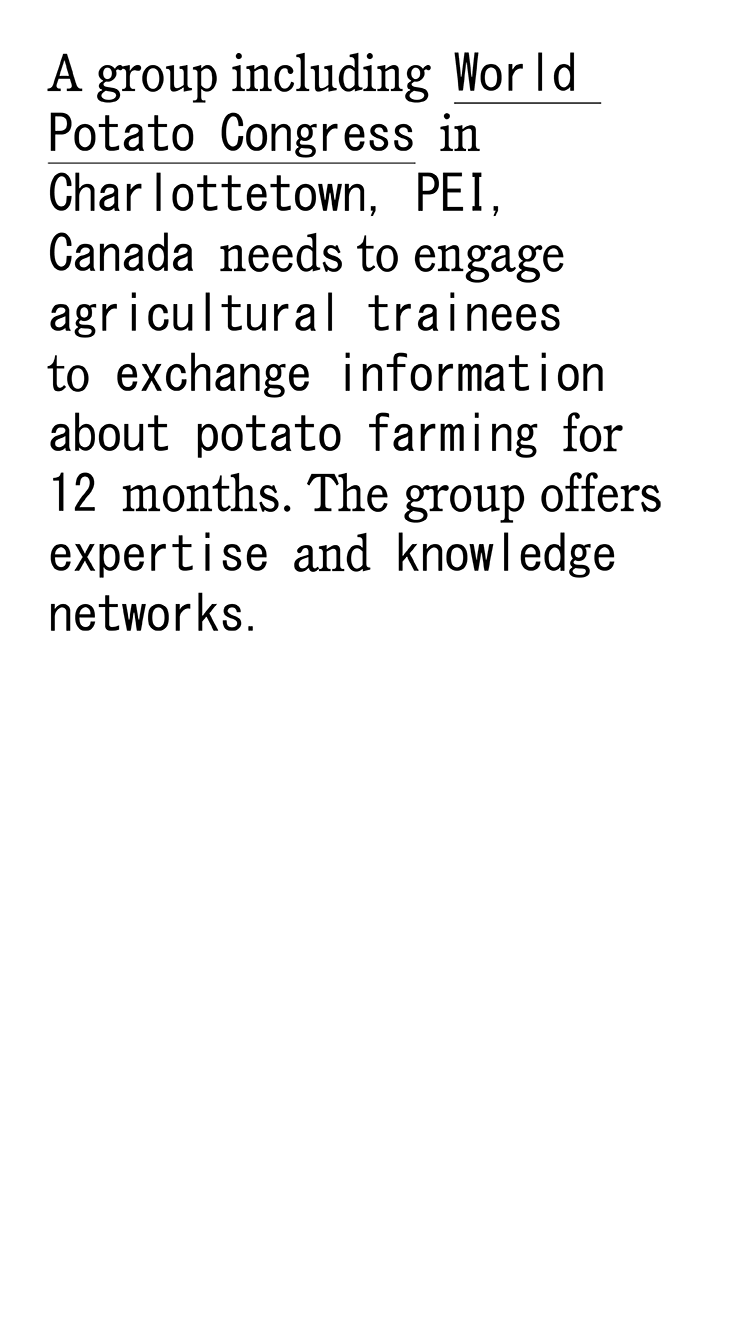 A group including World
Potato Congress in
Charlottetown, PEI,
Canada needs to engage
agricultural trainees
to exchange information
about potato farming for
12 months. The group offers
expertise and knowledge
networks.